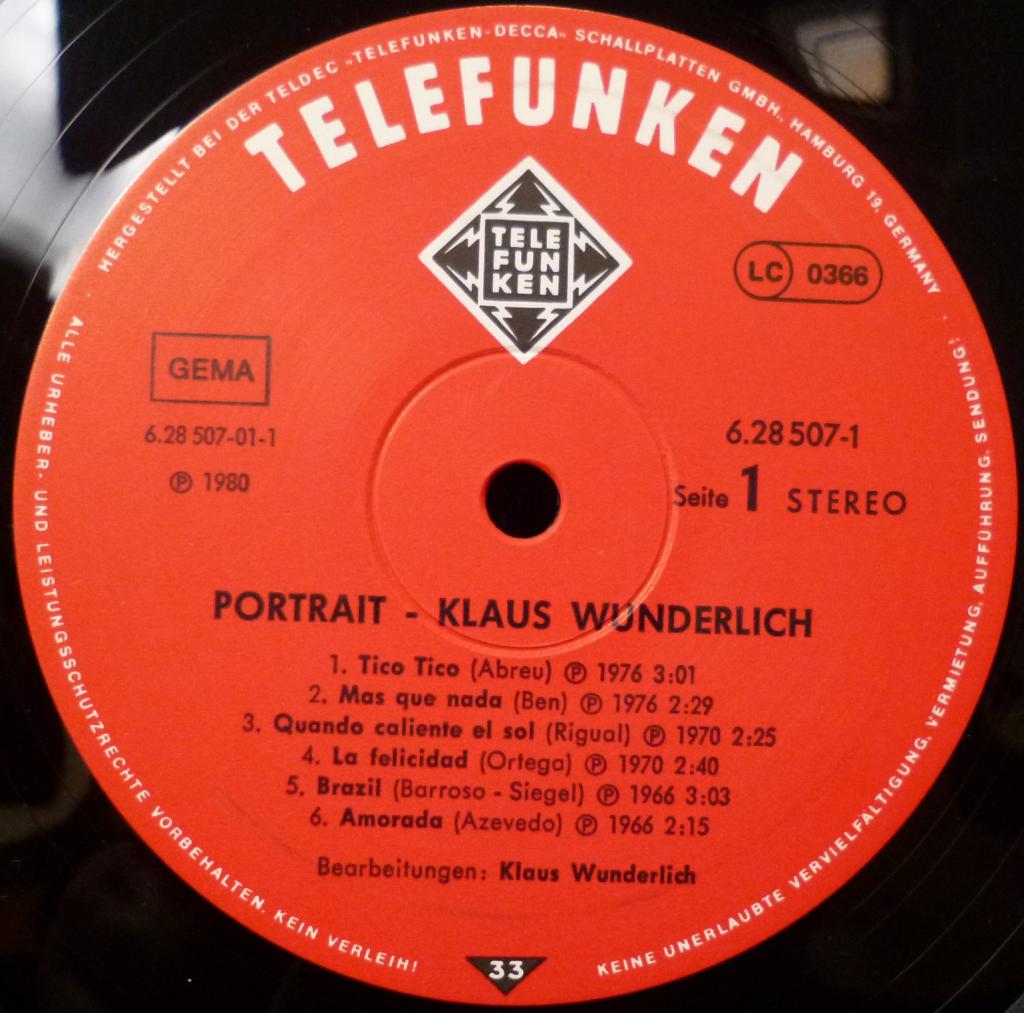 HERGESTELLT BEI DER TELDEC »TELEFUNKEN-DECCA« SCHALLPLATTEN GMBH., HAMBURG 19, GERMANY
TELEFUNKEN
TELE
FUN
KEN
LC 0366
GEMA
6.28 507-01-1
℗ 1980
6.28 507-1
Seite 1 STEREO
PORTRAIT - KLAUS WUNDERLICH
1. Tico Tico (Abreu) ℗ 1976 3:01
2. Mas que nada (Ben) ℗ 1976 2:29
3. Quando caliente el sol (Rigual) ℗ 1970 2:25
4. La felicidad (Ortega) ℗ 1970 2:40
5. Brazil (Barroso - Siegel) ℗ 1966 3:03
6. Amorada (Azevedo) ℗ 1966 2:15
Bearbeitungen: Klaus Wunderlich
33
ALLE URHEBER- UND LEISTUNGSSCHUTZRECHTE VORBEHALTEN. KEIN VERLEIH!
KEINE UNERLAUBTE VERVIELFÄLTIGUNG, VERMIETUNG, AUFFÜHRUNG, SENDUNG!